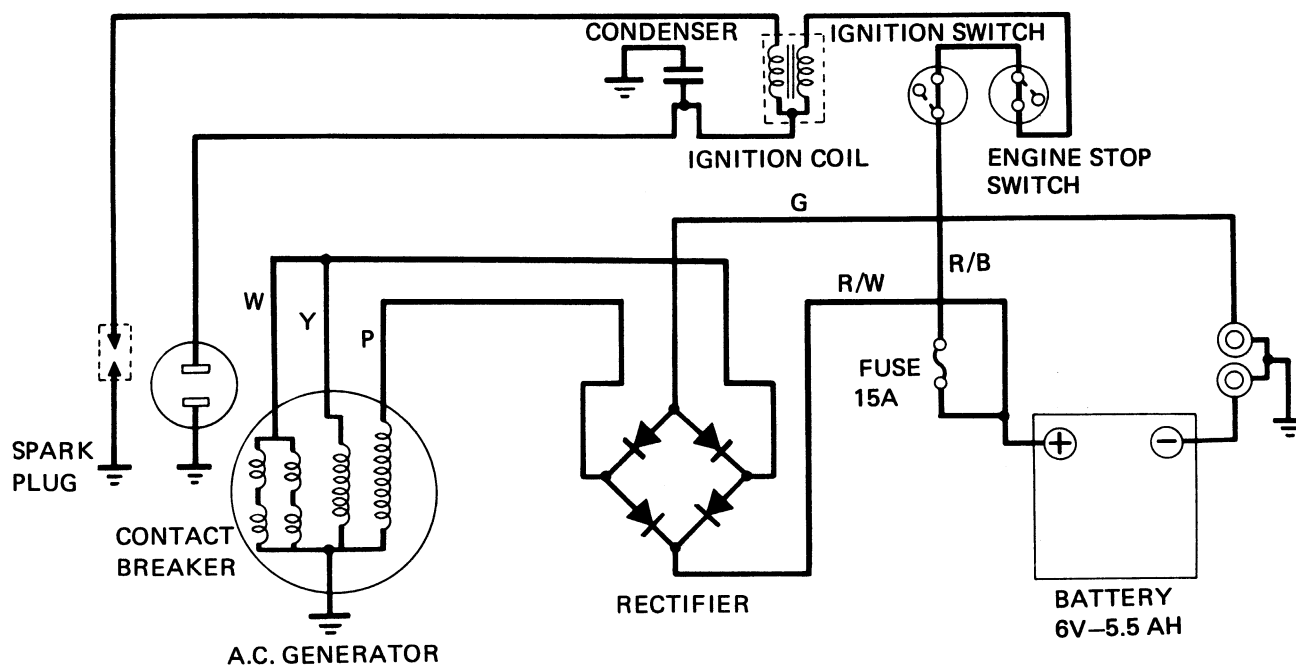 CONDENSER
IGNITION SWITCH
IGNITION COIL
ENGINE STOP
SWITCH
G
R/B
R/W
W
Y
P
FUSE
15A
SPARK
PLUG
CONTACT
BREAKER
RECTIFIER
+
−
BATTERY
6V–5.5 AH
A.C. GENERATOR